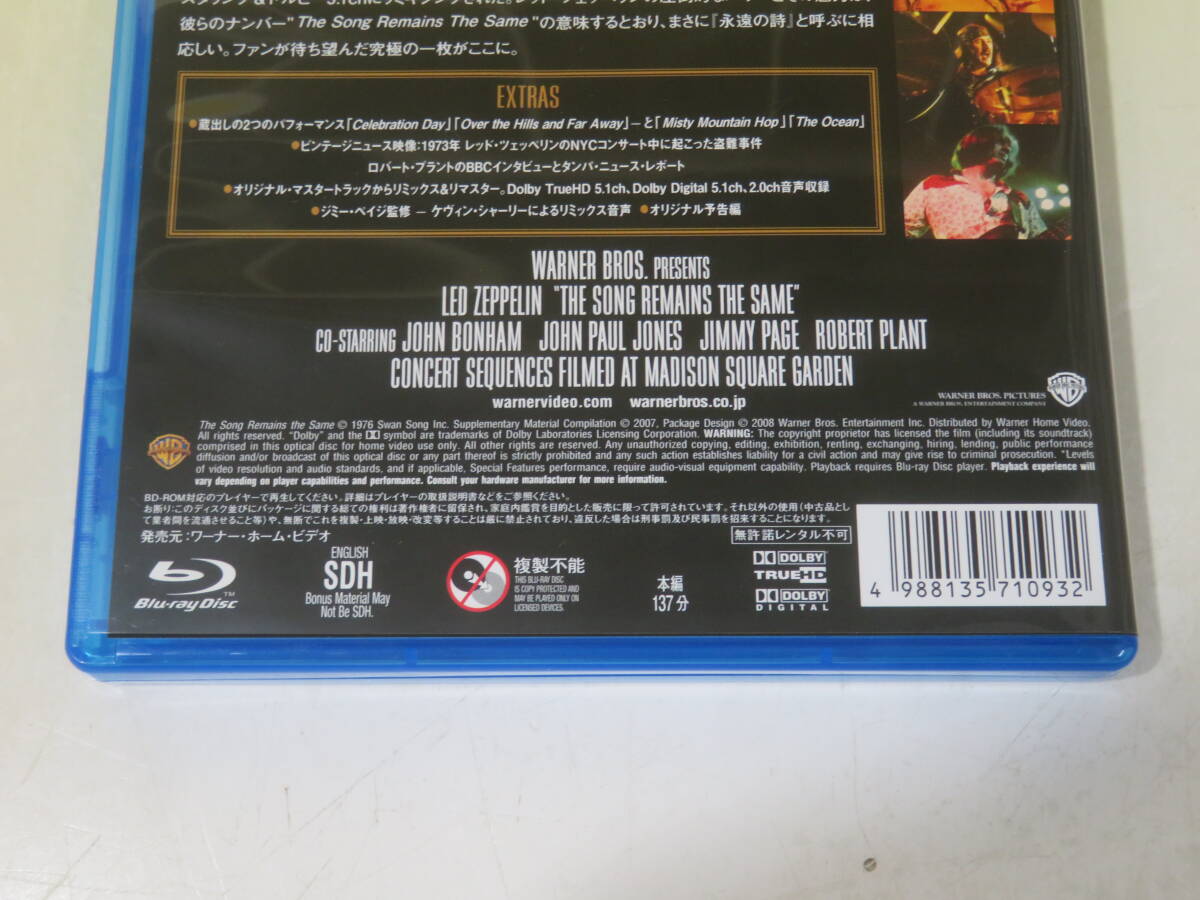 彼らのナンバー"The Song Remains The Same"の意味するとおり、まさに『永遠の詩』と呼ぶに相
応しい。ファンが待ち望んだ究極の一枚がここに。
EXTRAS
●蔵出しの2つのパフォーマンス「Celebration Day」「Over the Hills and Far Away」—と「Misty Mountain Hop」「The Ocean」
●ビンテージニュース映像:1973年 レッド・ツェッペリンのNYCコンサート中に起こった盗難事件
ロバート・プラントのBBCインタビューとタンパ・ニュース・レポート
●オリジナル・マスタートラックからリミックス&リマスター。Dolby TrueHD 5.1ch、Dolby Digital 5.1ch、2.0ch音声収録
●ジミー・ペイジ監修 — ケヴィン・シャーリーによるリミックス音声 ●オリジナル予告編
WARNER BROS. PRESENTS
LED ZEPPELIN "THE SONG REMAINS THE SAME"
CO-STARRING JOHN BONHAM JOHN PAUL JONES JIMMY PAGE ROBERT PLANT
CONCERT SEQUENCES FILMED AT MADISON SQUARE GARDEN
warnervideo.com warnerbros.co.jp
WARNER BROS. PICTURES
A WARNER BROS. ENTERTAINMENT COMPANY
The Song Remains the Same © 1976 Swan Song Inc. Supplementary Material Compilation © 2007, Package Design © 2008 Warner Bros. Entertainment Inc. Distributed by Warner Home Video.
All rights reserved. "Dolby" and the DD symbol are trademarks of Dolby Laboratories Licensing Corporation. WARNING: The copyright proprietor has licensed the film (including its soundtrack)
comprised in this optical disc for home video use only. All other rights are reserved. Any unauthorized copying, editing, exhibition, renting, exchanging, hiring, lending, public performance
diffusion and/or broadcast of this optical disc or any part thereof is strictly prohibited and any such action establishes liability for a civil action and may give rise to criminal prosecution. *Levels
of video resolution and audio standards, and if applicable, Special Features performance, require audio-visual equipment capability. Playback requires Blu-ray Disc player. Playback experience will
vary depending on player capabilities and performance. Consult your hardware manufacturer for more information.
BD-ROM対応のプレイヤーで再生してください。詳細はプレイヤーの取扱説明書などをご参照ください。
お断り:このディスク並びにパッケージに関する総ての権利は著作権者に留保され、家庭内鑑賞を目的とした販売に限って許可されています。それ以外の使用(中古品とし
て業者間を流通させること等)や、無断でこれを複製・上映・放映・改変等することは厳に禁止されており、違反した場合は刑事罰及び民事罰を招来することになります。
発売元:ワーナー・ホーム・ビデオ
無許諾レンタル不可
Blu-ray Disc TM
ENGLISH
SDH
Bonus Material May
Not Be SDH.
複製不能
THIS BLU-RAY DISC
IS COPY PROTECTED AND
MAY BE PLAYED ONLY ON
LICENSED DEVICES.
本編
137分
DOLBY
TRUEHD
DOLBY
DIGITAL
4 988135 710932